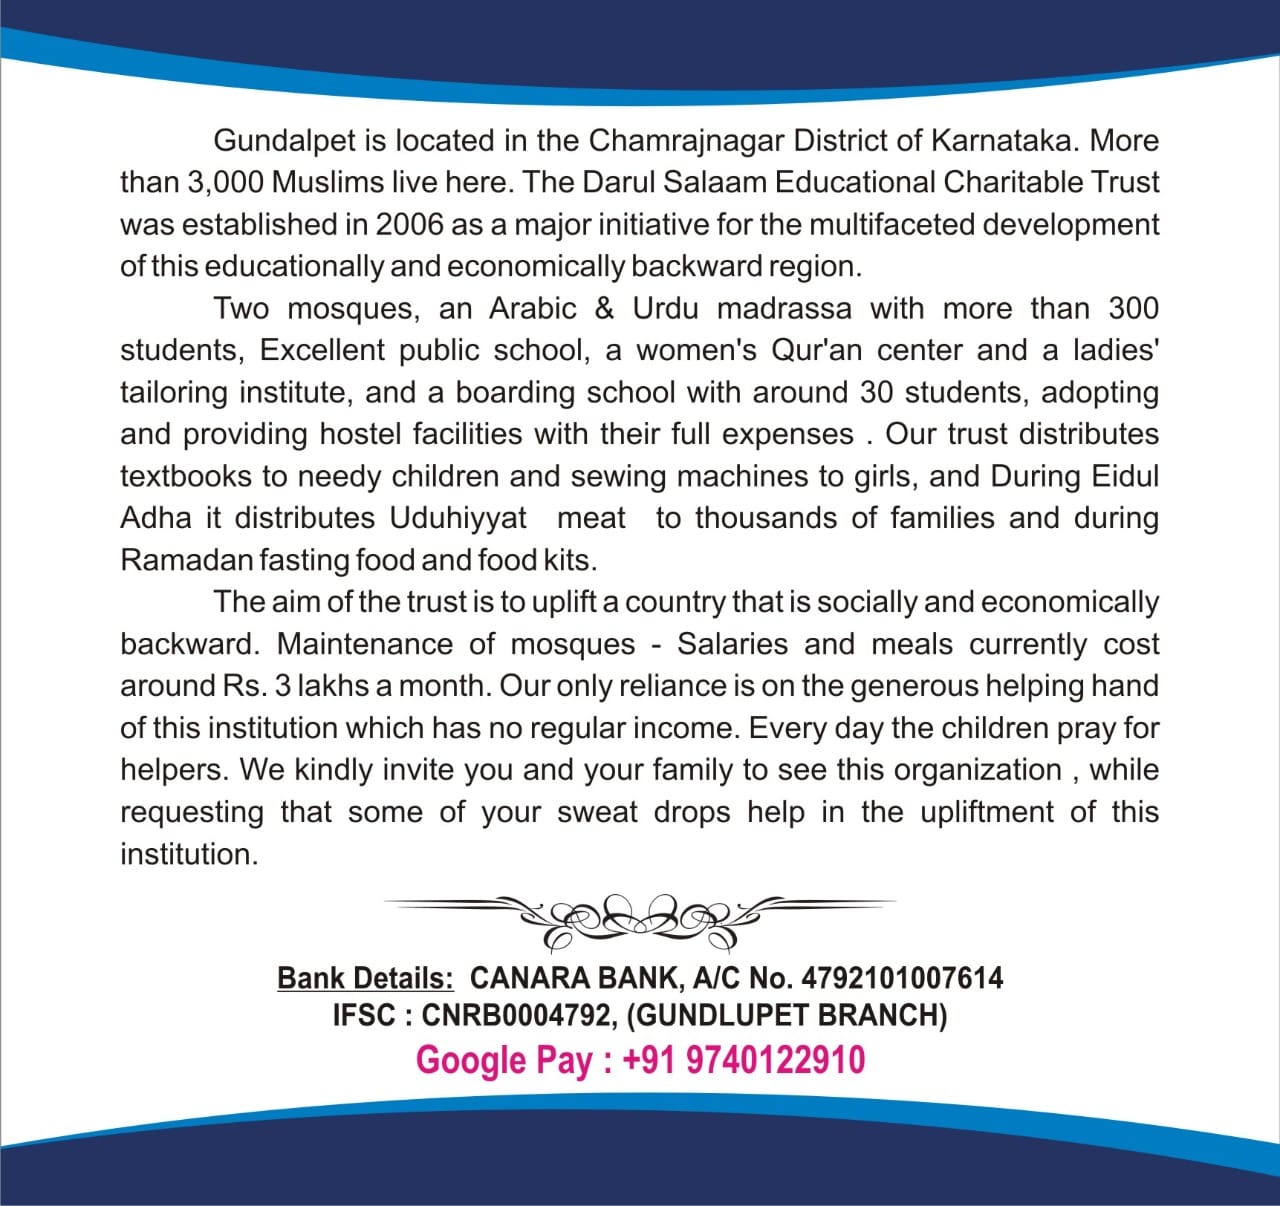 Gundalpet is located in the Chamrajnagar District of Karnataka. More
than 3,000 Muslims live here. The Darul Salaam Educational Charitable Trust
was established in 2006 as a major initiative for the multifaceted development
of this educationally and economically backward region.
Two mosques, an Arabic & Urdu madrassa with more than 300
students, Excellent public school, a women's Qur'an center and a ladies'
tailoring institute, and a boarding school with around 30 students, adopting
and providing hostel facilities with their full expenses . Our trust distributes
textbooks to needy children and sewing machines to girls, and During Eidul
Adha it distributes Uduhiyyat meat to thousands of families and during
Ramadan fasting food and food kits.
The aim of the trust is to uplift a country that is socially and economically
backward. Maintenance of mosques - Salaries and meals currently cost
around Rs. 3 lakhs a month. Our only reliance is on the generous helping hand
of this institution which has no regular income. Every day the children pray for
helpers. We kindly invite you and your family to see this organization , while
requesting that some of your sweat drops help in the upliftment of this
institution.
Bank Details: CANARA BANK, A/C No. 4792101007614
IFSC : CNRB0004792, (GUNDLUPET BRANCH)
Google Pay : +91 9740122910